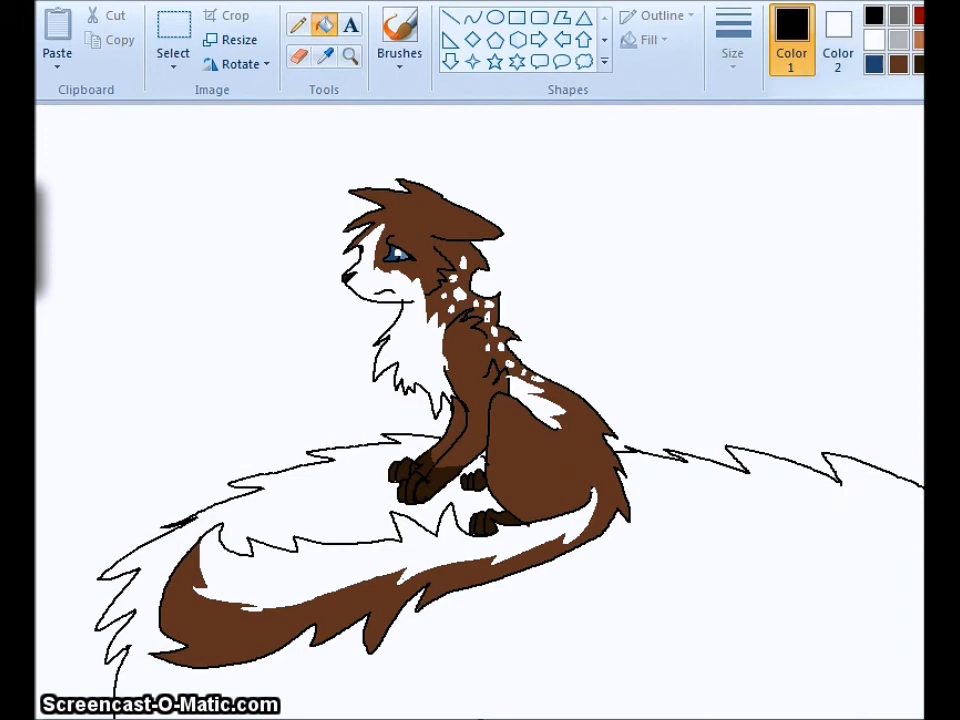 Paste
Cut
Copy
Clipboard
Select
Crop
Resize
Rotate
Image
A
Tools
Brushes
Shapes
Outline
Fill
Size
Color 1
Color 2
Screencast-O-Matic.com